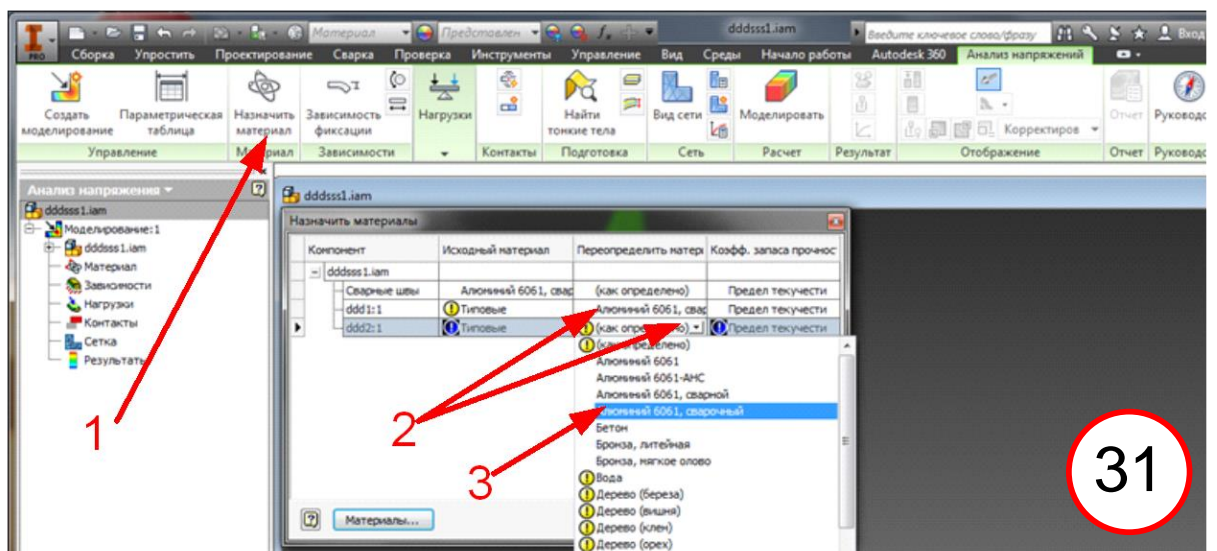 Материал
Представлен
dddsss1.iam
Введите ключевое слово/фразу
Вход
PRO
Сборка Упростить Проектирование Сварка Проверка Инструменты Управление Вид Среды Начало работы Autodesk 360 Анализ напряжений
Создать моделирование
Параметрическая таблица
Назначить материал
Зависимость фиксации
Нагрузки
Найти тонкие тела
Вид сети
Моделировать
Корректиров
Отчет
Руковод
Управление Материал Зависимости Контакты Подготовка Сеть Расчет Результат Отображение Отчет Руковод
Анализ напряжения
dddsss1.iam
Моделирование:1
dddsss1.iam
Материал
Зависимости
Нагрузки
Контакты
Сетка
Результаты
dddsss1.iam
Назначить материалы
Компонент Исходный материал Переопределить матери Коэфф. запаса прочнос
dddsss1.iam
Сварные швы Алюминий 6061, свар (как определено) Предел текучести
ddd1:1 Типовые Алюминий 6061, свар Предел текучести
ddd2:1 Типовые (как определено) Предел текучести
(как определено)
Алюминий 6061
Алюминий 6061-АНС
Алюминий 6061, сварной
Алюминий 6061, сварочный
Бетон
Бронза, литейная
Бронза, мягкое олово
Вода
Дерево (береза)
Дерево (вишня)
Дерево (клен)
Дерево (орех)
Материалы...
1
2
3
31